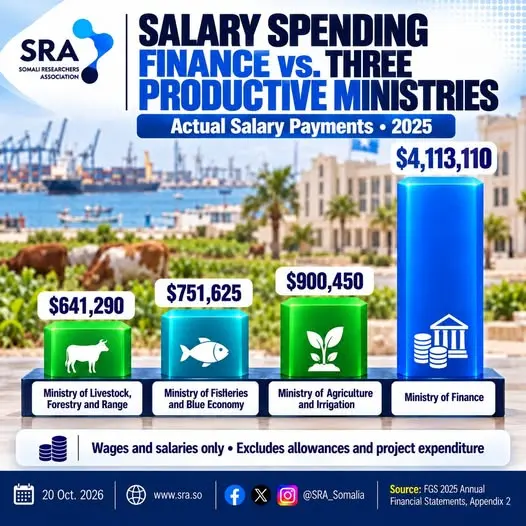 SRA
SOMALI RESEARCHERS
ASSOCIATION
SALARY SPENDING
FINANCE vs. THREE
PRODUCTIVE MINISTRIES
Actual Salary Payments • 2025
$641,290
$751,625
$900,450
$4,113,110
Ministry of Livestock,
Forestry and Range
Ministry of Fisheries
and Blue Economy
Ministry of Agriculture
and Irrigation
Ministry of Finance
Wages and salaries only • Excludes allowances and project expenditure
20 Oct. 2026
www.sra.so
@SRA_Somalia
Source: FGS 2025 Annual
Financial Statements, Appendix 2